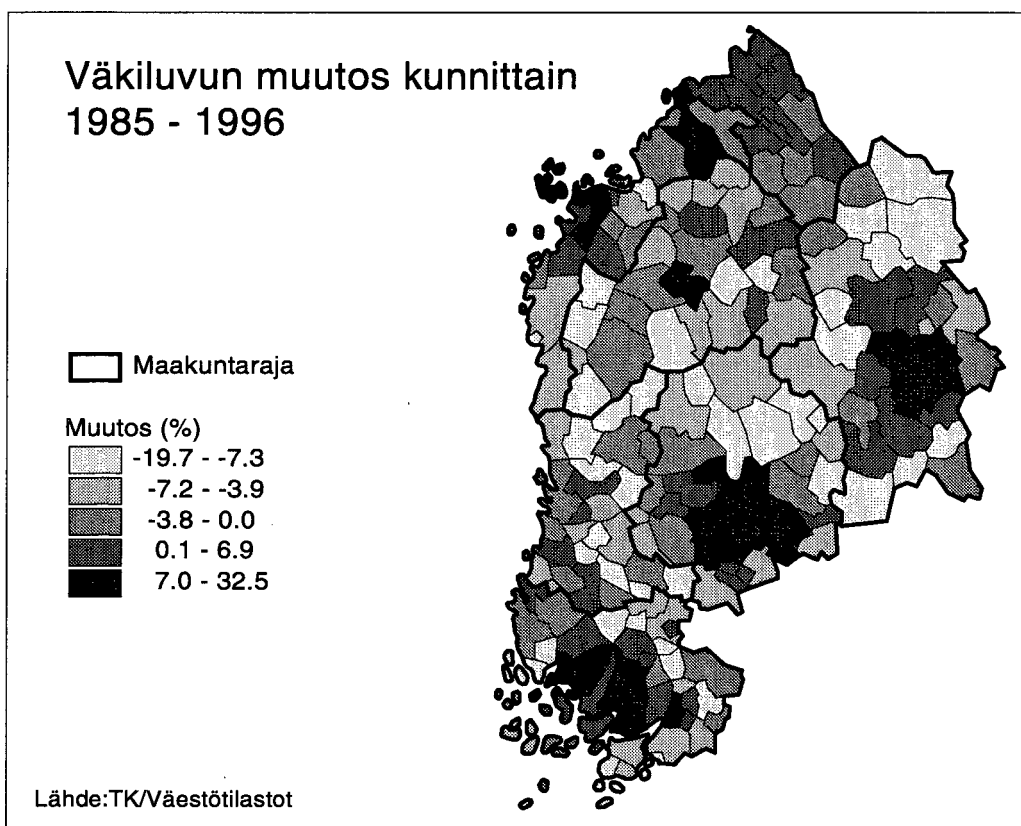 Väkiluvun muutos kunnittain
1985 - 1996
Maakuntaraja
Muutos (%)
-19.7 - -7.3
-7.2 - -3.9
-3.8 - 0.0
0.1 - 6.9
7.0 - 32.5
Lähde:TK/Väestötilastot